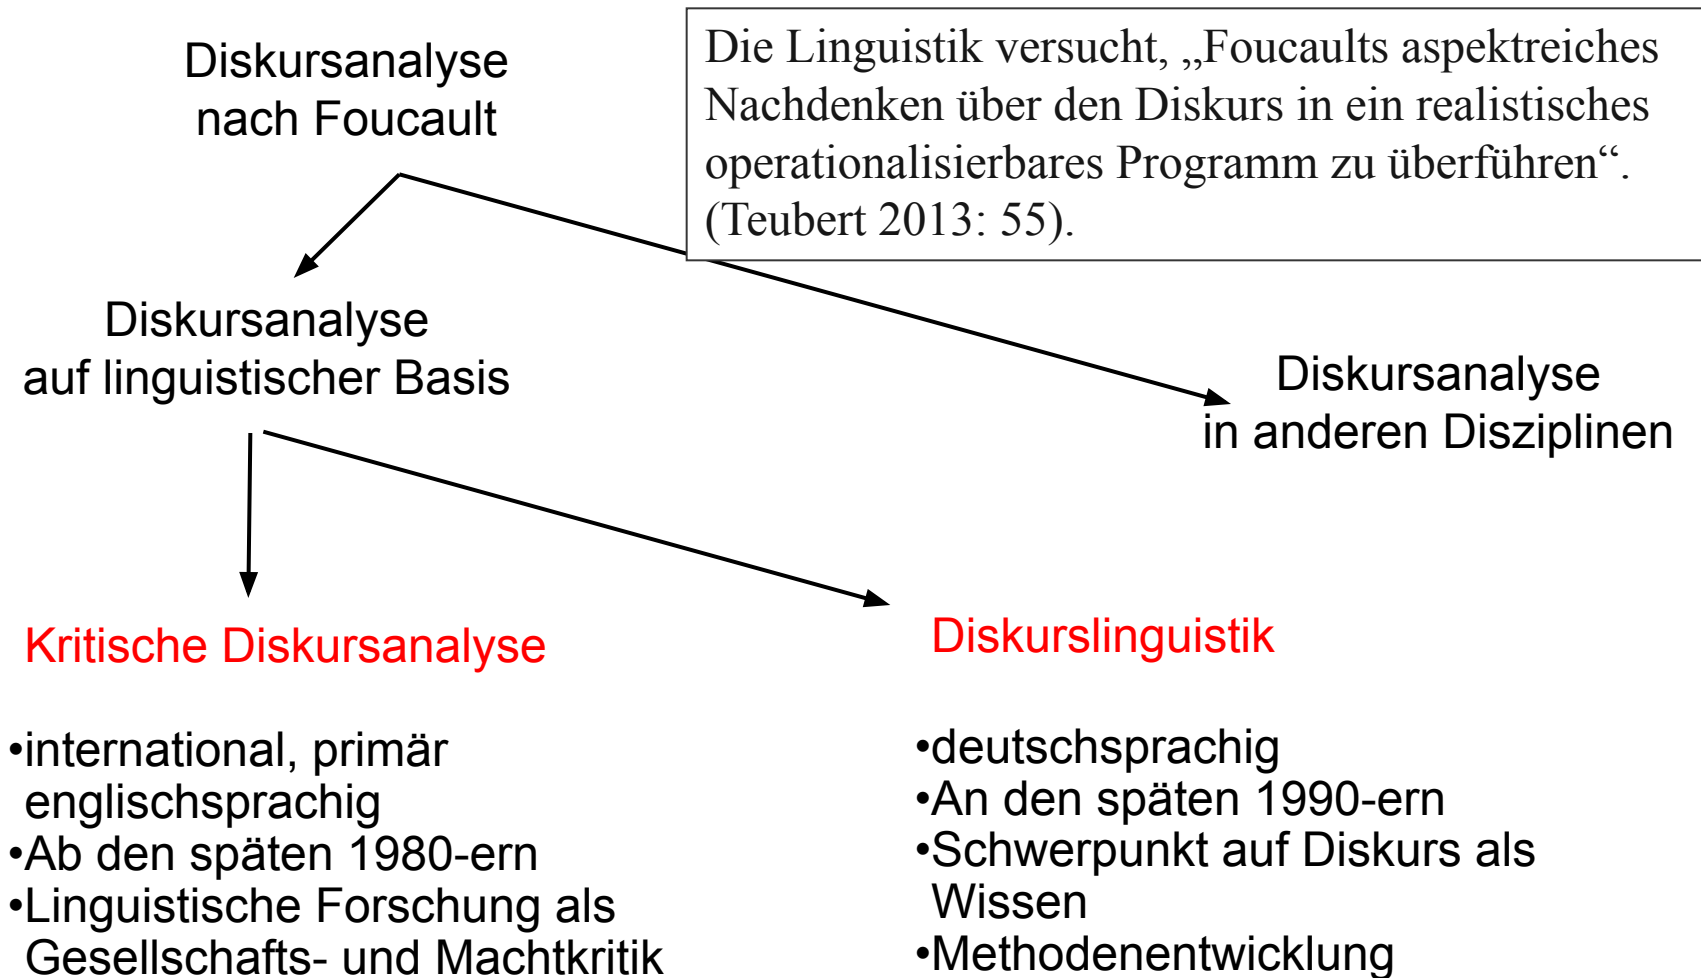 Diskursanalyse
nach Foucault
Die Linguistik versucht, „Foucaults aspektreiches
Nachdenken über den Diskurs in ein realistisches
operationalisierbares Programm zu überführen“.
(Teubert 2013: 55).
Diskursanalyse
auf linguistischer Basis
Diskursanalyse
in anderen Disziplinen
Kritische Diskursanalyse
•international, primär
englischsprachig
•Ab den späten 1980-ern
•Linguistische Forschung als
Gesellschafts- und Machtkritik
Diskurslinguistik
•deutschsprachig
•An den späten 1990-ern
•Schwerpunkt auf Diskurs als
Wissen
•Methodenentwicklung